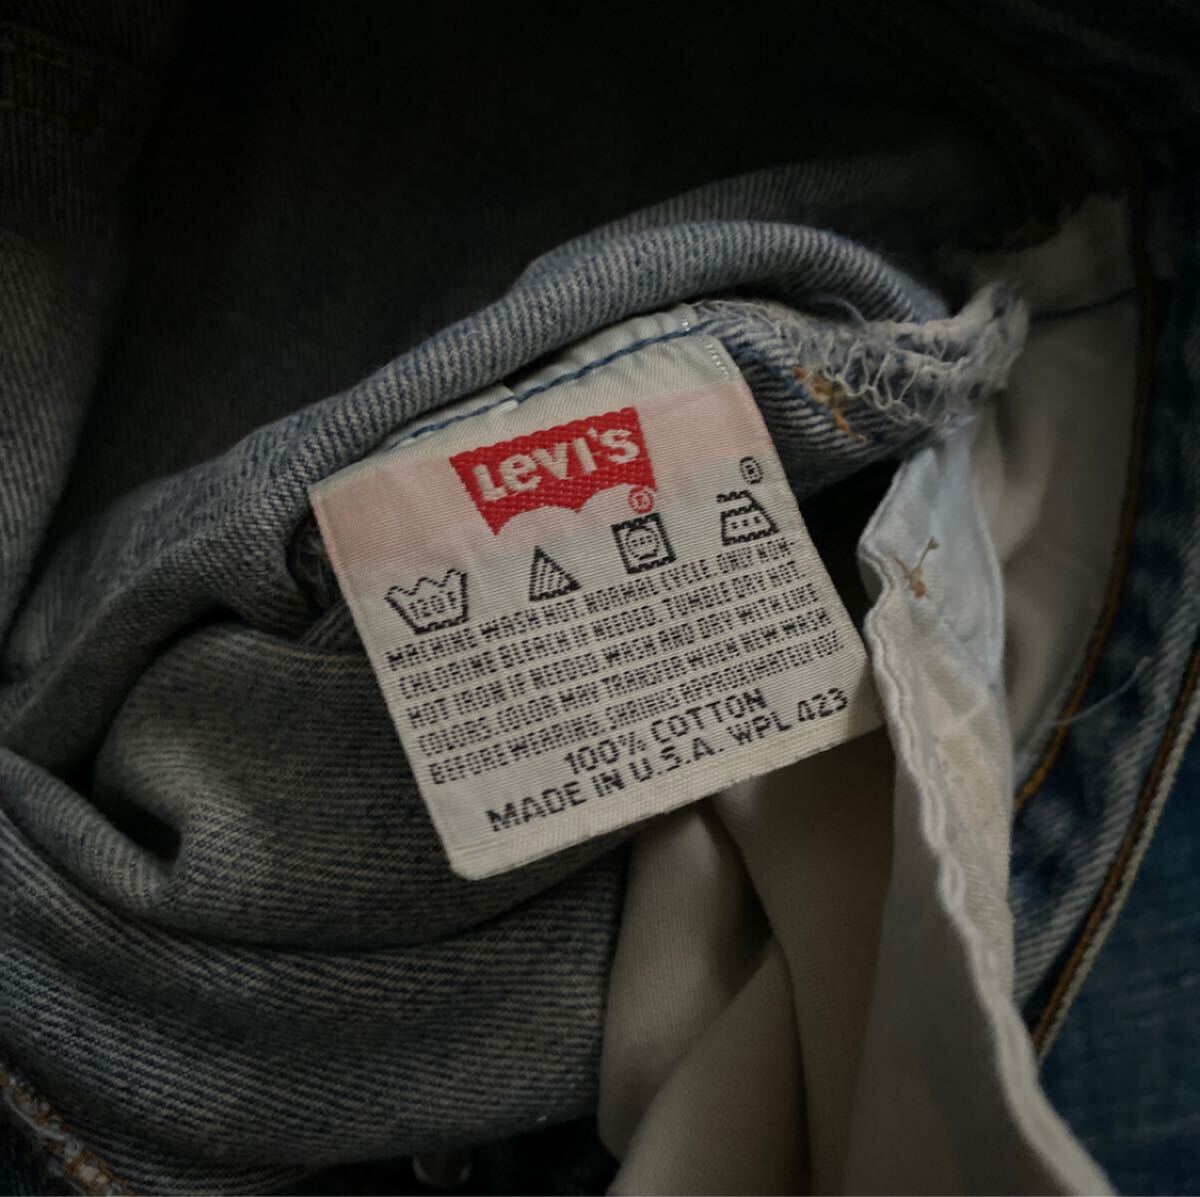 Levi's
®
120F
D
MACHINE WASH HOT. NORMAL CYCLE. ONLY NON-
CHLORINE BLEACH IF NEEDED. TUMBLE DRY HOT.
HOT IRON IF NEEDED. WASH AND DRY WITH LIKE
COLORS. COLOR MAY TRANSFER WHEN NEW. WASH
BEFORE WEARING. SHRINKS APPROXIMATELY
100% COTTON
MADE IN U.S.A. WPL 423